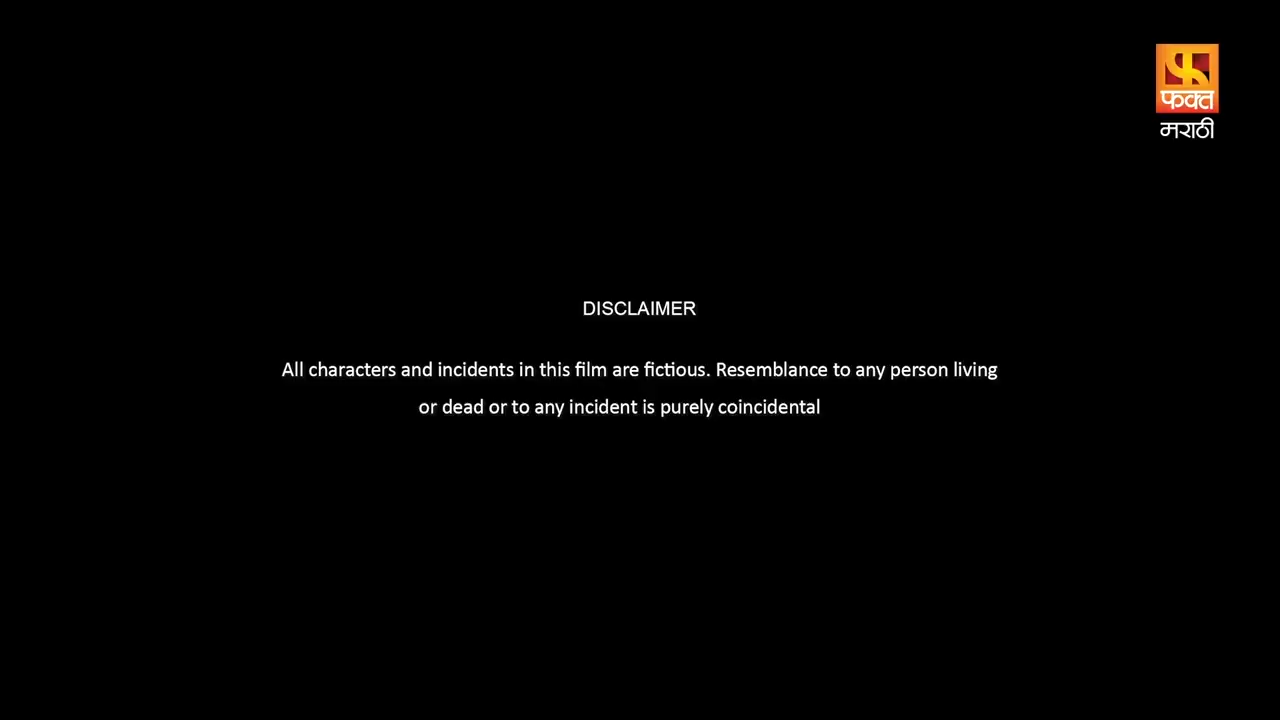 फक्त
मराठी
DISCLAIMER
All characters and incidents in this film are fictious. Resemblance to any person living
or dead or to any incident is purely coincidental